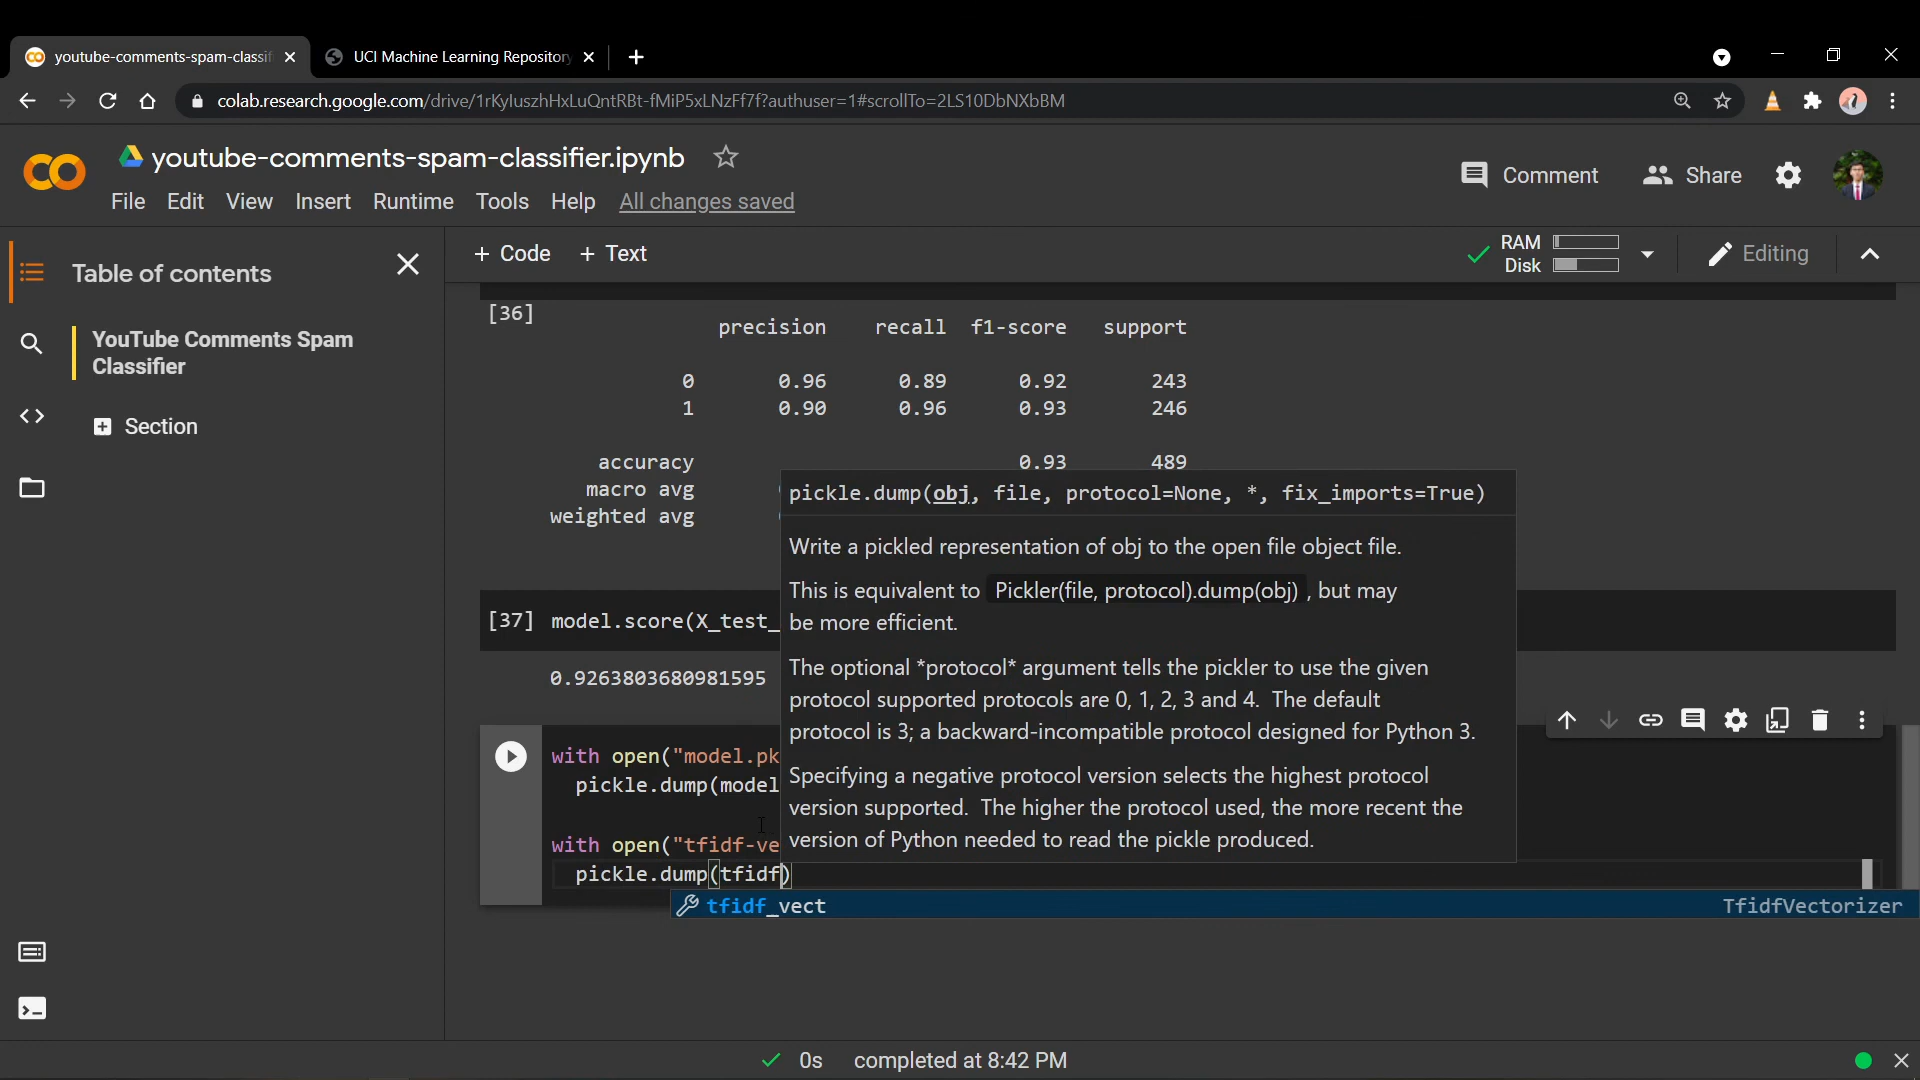 youtube-comments-spam-classifi
UCI Machine Learning Repository
colab.research.google.com/drive/1rKyluszhHxLuQntRBt-fMiP5xLNzFf7f?authuser=1#scrollTo=2LS10DbNXbBM
youtube-comments-spam-classifier.ipynb
File Edit View Insert Runtime Tools Help All changes saved
Comment Share
Table of contents
+ Code + Text
RAM
Disk
Editing
YouTube Comments Spam
Classifier
Section
[36]
precision recall f1-score support
0 0.96 0.89 0.92 243
1 0.90 0.96 0.93 246
accuracy 0.93 489
macro avg
weighted avg
pickle.dump(obj, file, protocol=None, *, fix_imports=True)
Write a pickled representation of obj to the open file object file.
This is equivalent to Pickler(file, protocol).dump(obj) , but may
be more efficient.
The optional *protocol* argument tells the pickler to use the given
protocol supported protocols are 0, 1, 2, 3 and 4. The default
protocol is 3; a backward-incompatible protocol designed for Python 3.
Specifying a negative protocol version selects the highest protocol
version supported. The higher the protocol used, the more recent the
version of Python needed to read the pickle produced.
[37] model.score(X_test_
0.9263803680981595
with open("model.pk
pickle.dump(model
with open("tfidf-ve
pickle.dump(tfidf)
tfidf_vect TfidfVectorizer
0s completed at 8:42 PM